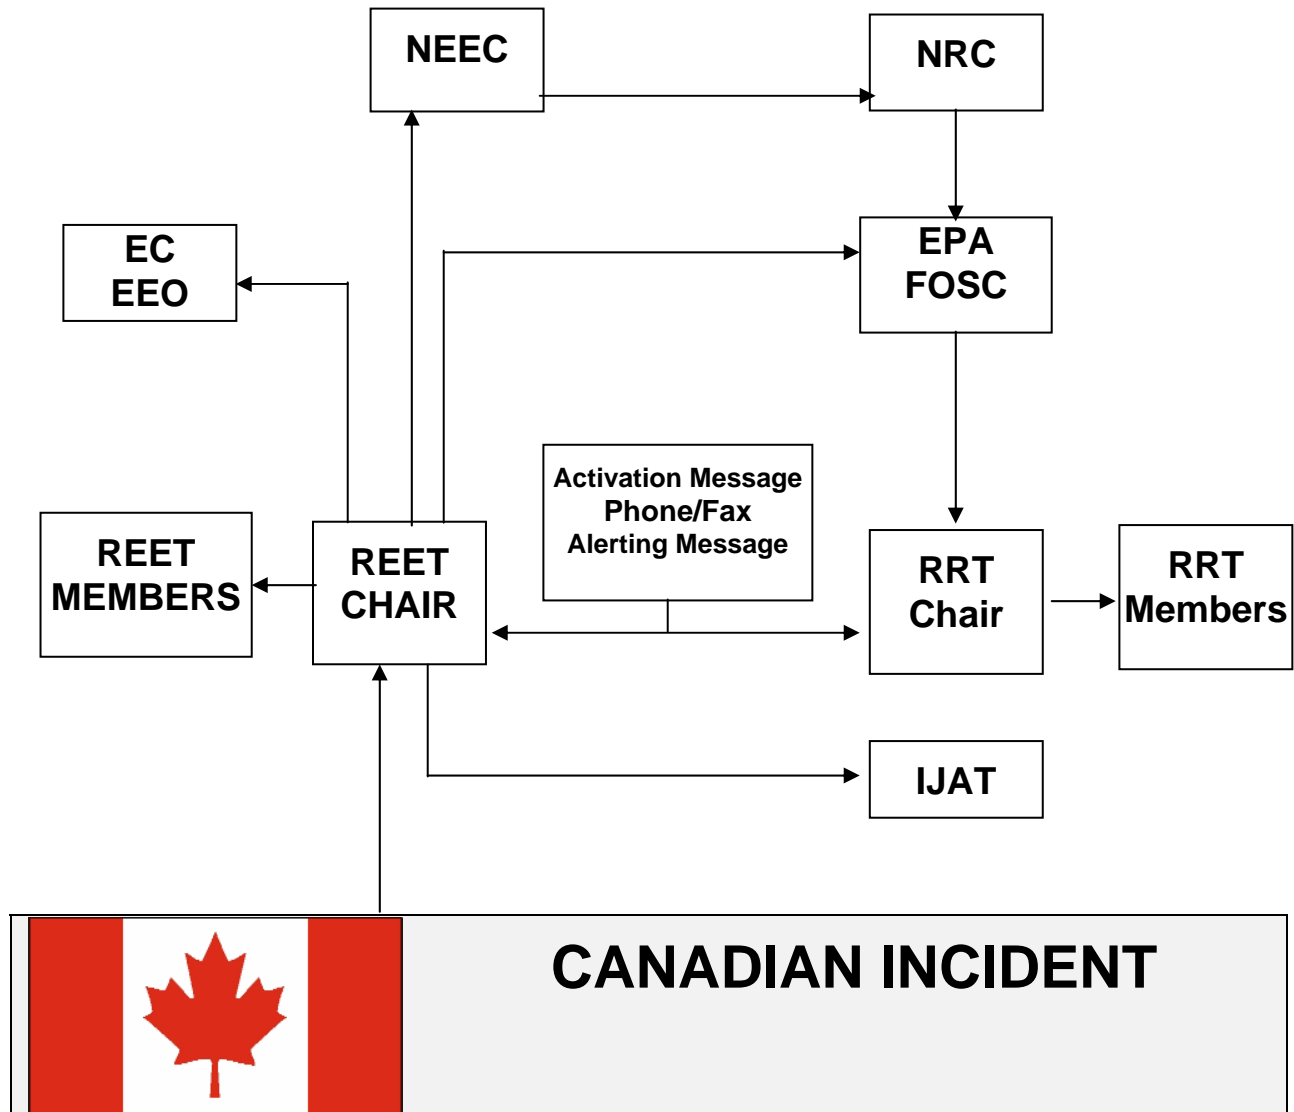 NEEC
NRC
EC
EEO
EPA
FOSC
Activation Message
Phone/Fax
Alerting Message
REET
MEMBERS
REET
CHAIR
RRT
Chair
RRT
Members
IJAT
CANADIAN INCIDENT